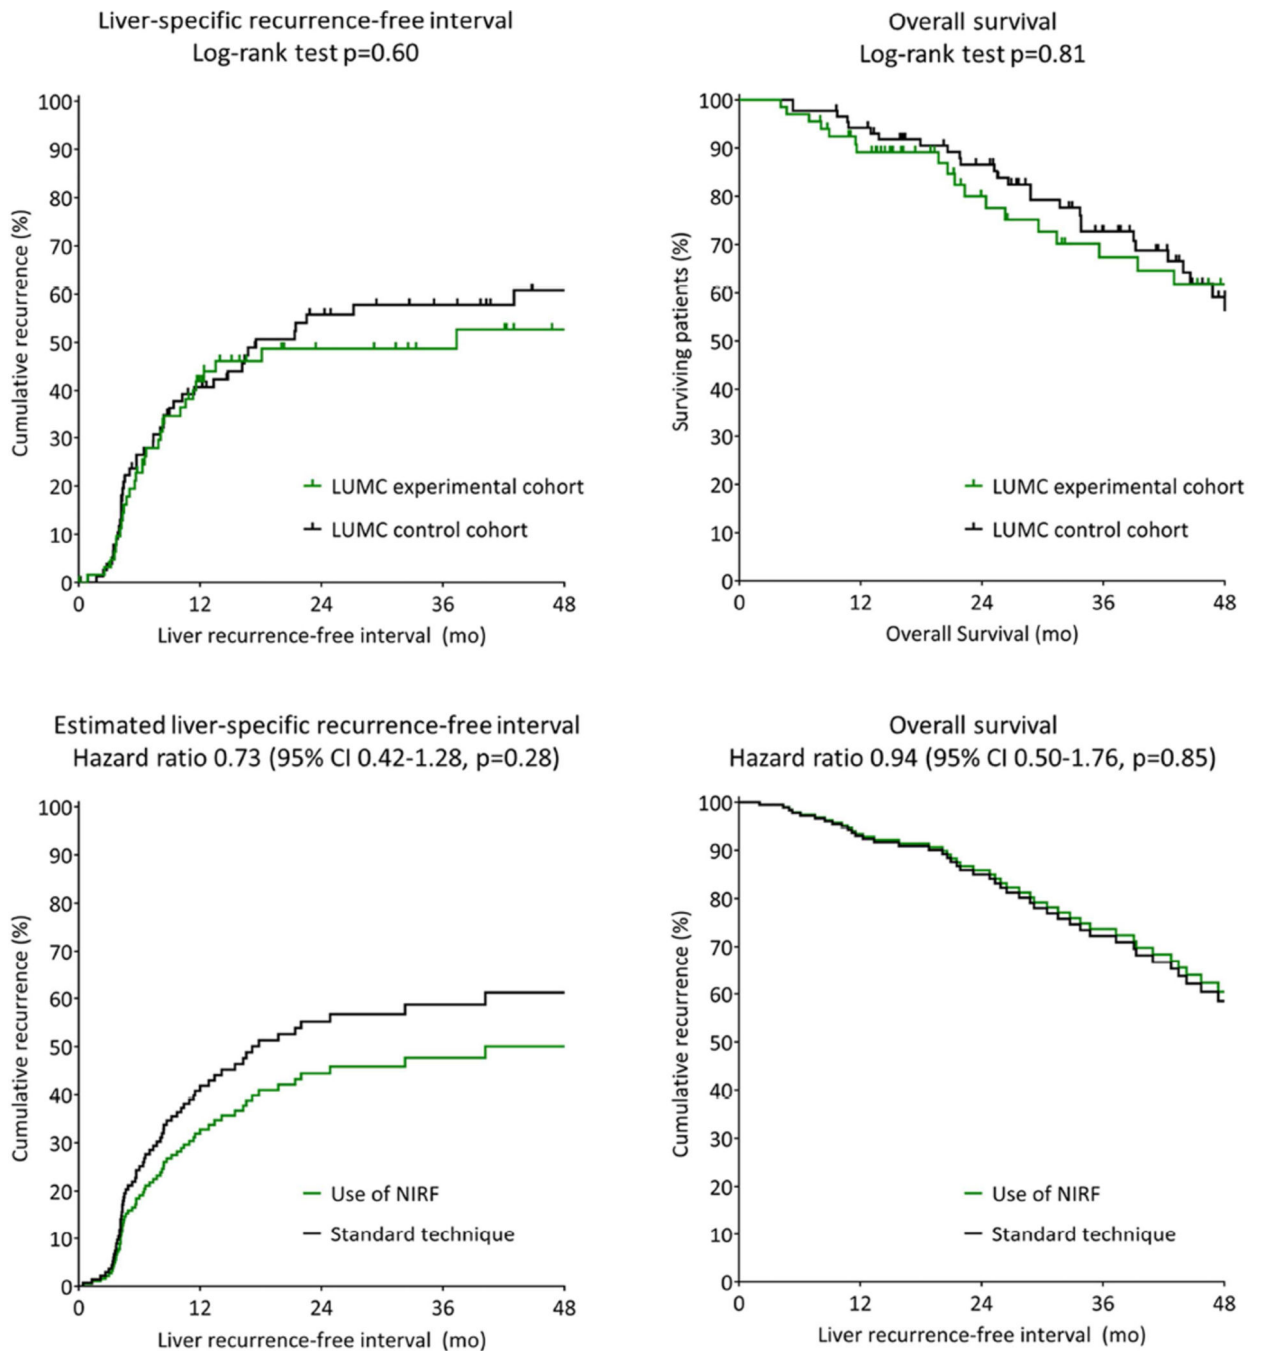 Liver-specific recurrence-free interval
Log-rank test p=0.60
100
90
80
70
60
50
40
30
20
10
0
Cumulative recurrence (%)
0 12 24 36 48
Liver recurrence-free interval (mo)
LUMC experimental cohort
LUMC control cohort
Overall survival
Log-rank test p=0.81
100
90
80
70
60
50
40
30
20
10
0
Surviving patients (%)
0 12 24 36 48
Overall Survival (mo)
LUMC experimental cohort
LUMC control cohort
Estimated liver-specific recurrence-free interval
Hazard ratio 0.73 (95% CI 0.42-1.28, p=0.28)
100
90
80
70
60
50
40
30
20
10
0
Cumulative recurrence (%)
0 12 24 36 48
Liver recurrence-free interval (mo)
Use of NIRF
Standard technique
Overall survival
Hazard ratio 0.94 (95% CI 0.50-1.76, p=0.85)
100
90
80
70
60
50
40
30
20
10
0
Cumulative recurrence (%)
0 12 24 36 48
Liver recurrence-free interval (mo)
Use of NIRF
Standard technique